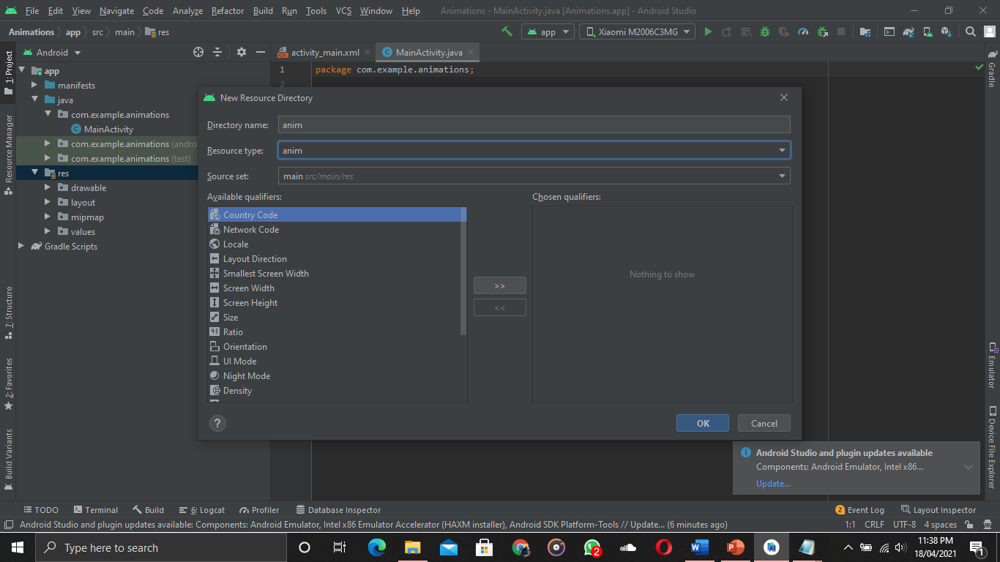 File Edit View Navigate Code Analyze Refactor Build Run Tools VCS Window Help Animations - MainActivity.java [Animations.app] - Android Studio
Animations app src main res app Xiaomi M2006C3MG
Android activity_main.xml MainActivity.java
1: Project
Resource Manager
7: Structure
2: Favorites
Build Variants
app
manifests
java
com.example.animations
MainActivity
com.example.animations (andro
com.example.animations (test)
res
drawable
layout
mipmap
values
Gradle Scripts
1 package com.example.animations;
2
New Resource Directory
Directory name: anim
Resource type: anim
Source set: main src/main/res
Available qualifiers:
Country Code
Network Code
Locale
Layout Direction
Smallest Screen Width
Screen Width
Screen Height
Size
Ratio
Orientation
UI Mode
Night Mode
Density
>>
<<
Chosen qualifiers:
Nothing to show
? OK Cancel
Gradle
Emulator
Device File Explorer
Android Studio and plugin updates available
Components: Android Emulator, Intel x86...
Update...
TODO Terminal Build 6: Logcat Profiler Database Inspector 2 Event Log Layout Inspector
Android Studio and plugin updates available: Components: Android Emulator, Intel x86 Emulator Accelerator (HAXM installer), Android SDK Platform-Tools // Update... (6 minutes ago) 1:1 CRLF UTF-8 4 spaces
Type here to search
2
11:38 PM
18/04/2021
1